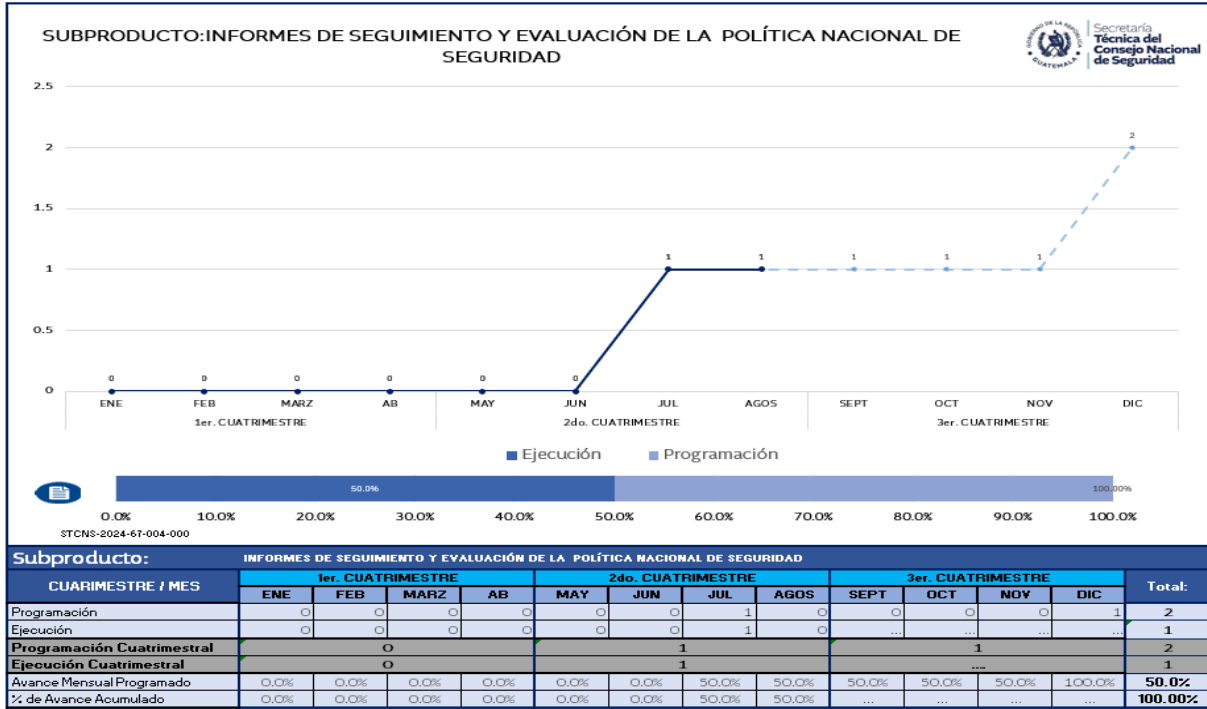 SUBPRODUCTO:INFORMES DE SEGUIMIENTO Y EVALUACIÓN DE LA POLÍTICA NACIONAL DE
SEGURIDAD
GOBIERNO DE LA REPÚBLICA
GUATEMALA
Secretaría
Técnica del
Consejo Nacional
de Seguridad
2.5
2
1.5
1
0.5
0
0 0 0 0 0 0 1 1 1 1 1 2
ENE FEB MARZ AB MAY JUN JUL AGOS SEPT OCT NOV DIC
1er. CUATRIMESTRE 2do. CUATRIMESTRE 3er. CUATRIMESTRE
Ejecución Programación
50.0% 100.00%
0.0% 10.0% 20.0% 30.0% 40.0% 50.0% 60.0% 70.0% 80.0% 90.0% 100.0%
STCNS-2024-67-004-000
Subproducto: INFORMES DE SEGUIMIENTO Y EVALUACIÓN DE LA POLÍTICA NACIONAL DE SEGURIDAD
CUARIMESTRE / MES 1er. CUATRIMESTRE 2do. CUATRIMESTRE 3er. CUATRIMESTRE Total:
ENE FEB MARZ AB MAY JUN JUL AGOS SEPT OCT NOV DIC
Programación 0 0 0 0 0 0 1 0 0 0 0 1 2
Ejecución 0 0 0 0 0 0 1 0 ... ... ... ... 1
Programación Cuatrimestral 0 1 1 2
Ejecución Cuatrimestral 0 1 .... 1
Avance Mensual Programado 0.0% 0.0% 0.0% 0.0% 0.0% 0.0% 50.0% 50.0% 50.0% 50.0% 50.0% 100.0% 50.0%
% de Avance Acumulado 0.0% 0.0% 0.0% 0.0% 0.0% 0.0% 50.0% 50.0% ... ... ... ... 100.00%